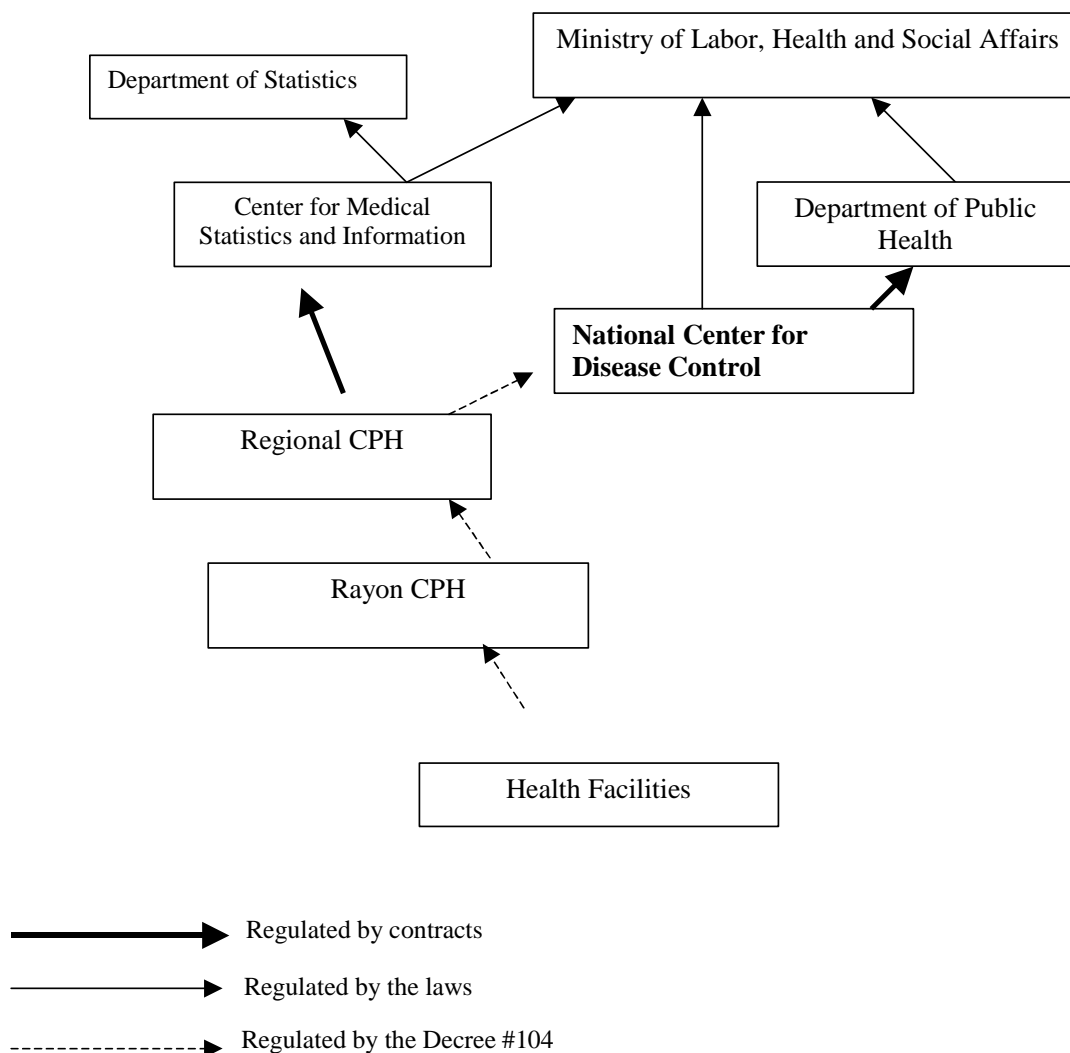 Ministry of Labor, Health and Social Affairs
Department of Statistics
Center for Medical
Statistics and Information
Department of Public
Health
National Center for
Disease Control
Regional CPH
Rayon CPH
Health Facilities
Regulated by contracts
Regulated by the laws
Regulated by the Decree #104